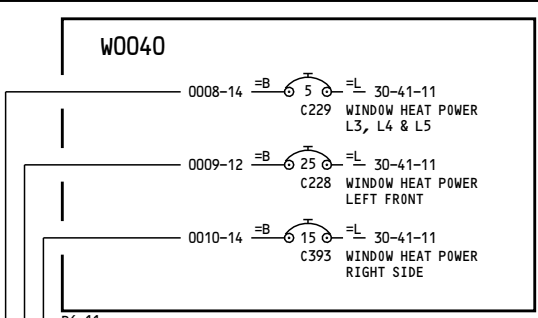 W0040
0008-14 =B 5 =L 30-41-11
C229 WINDOW HEAT POWER
L3, L4 & L5
0009-12 =B 25 =L 30-41-11
C228 WINDOW HEAT POWER
LEFT FRONT
0010-14 =B 15 =L 30-41-11
C393 WINDOW HEAT POWER
RIGHT SIDE